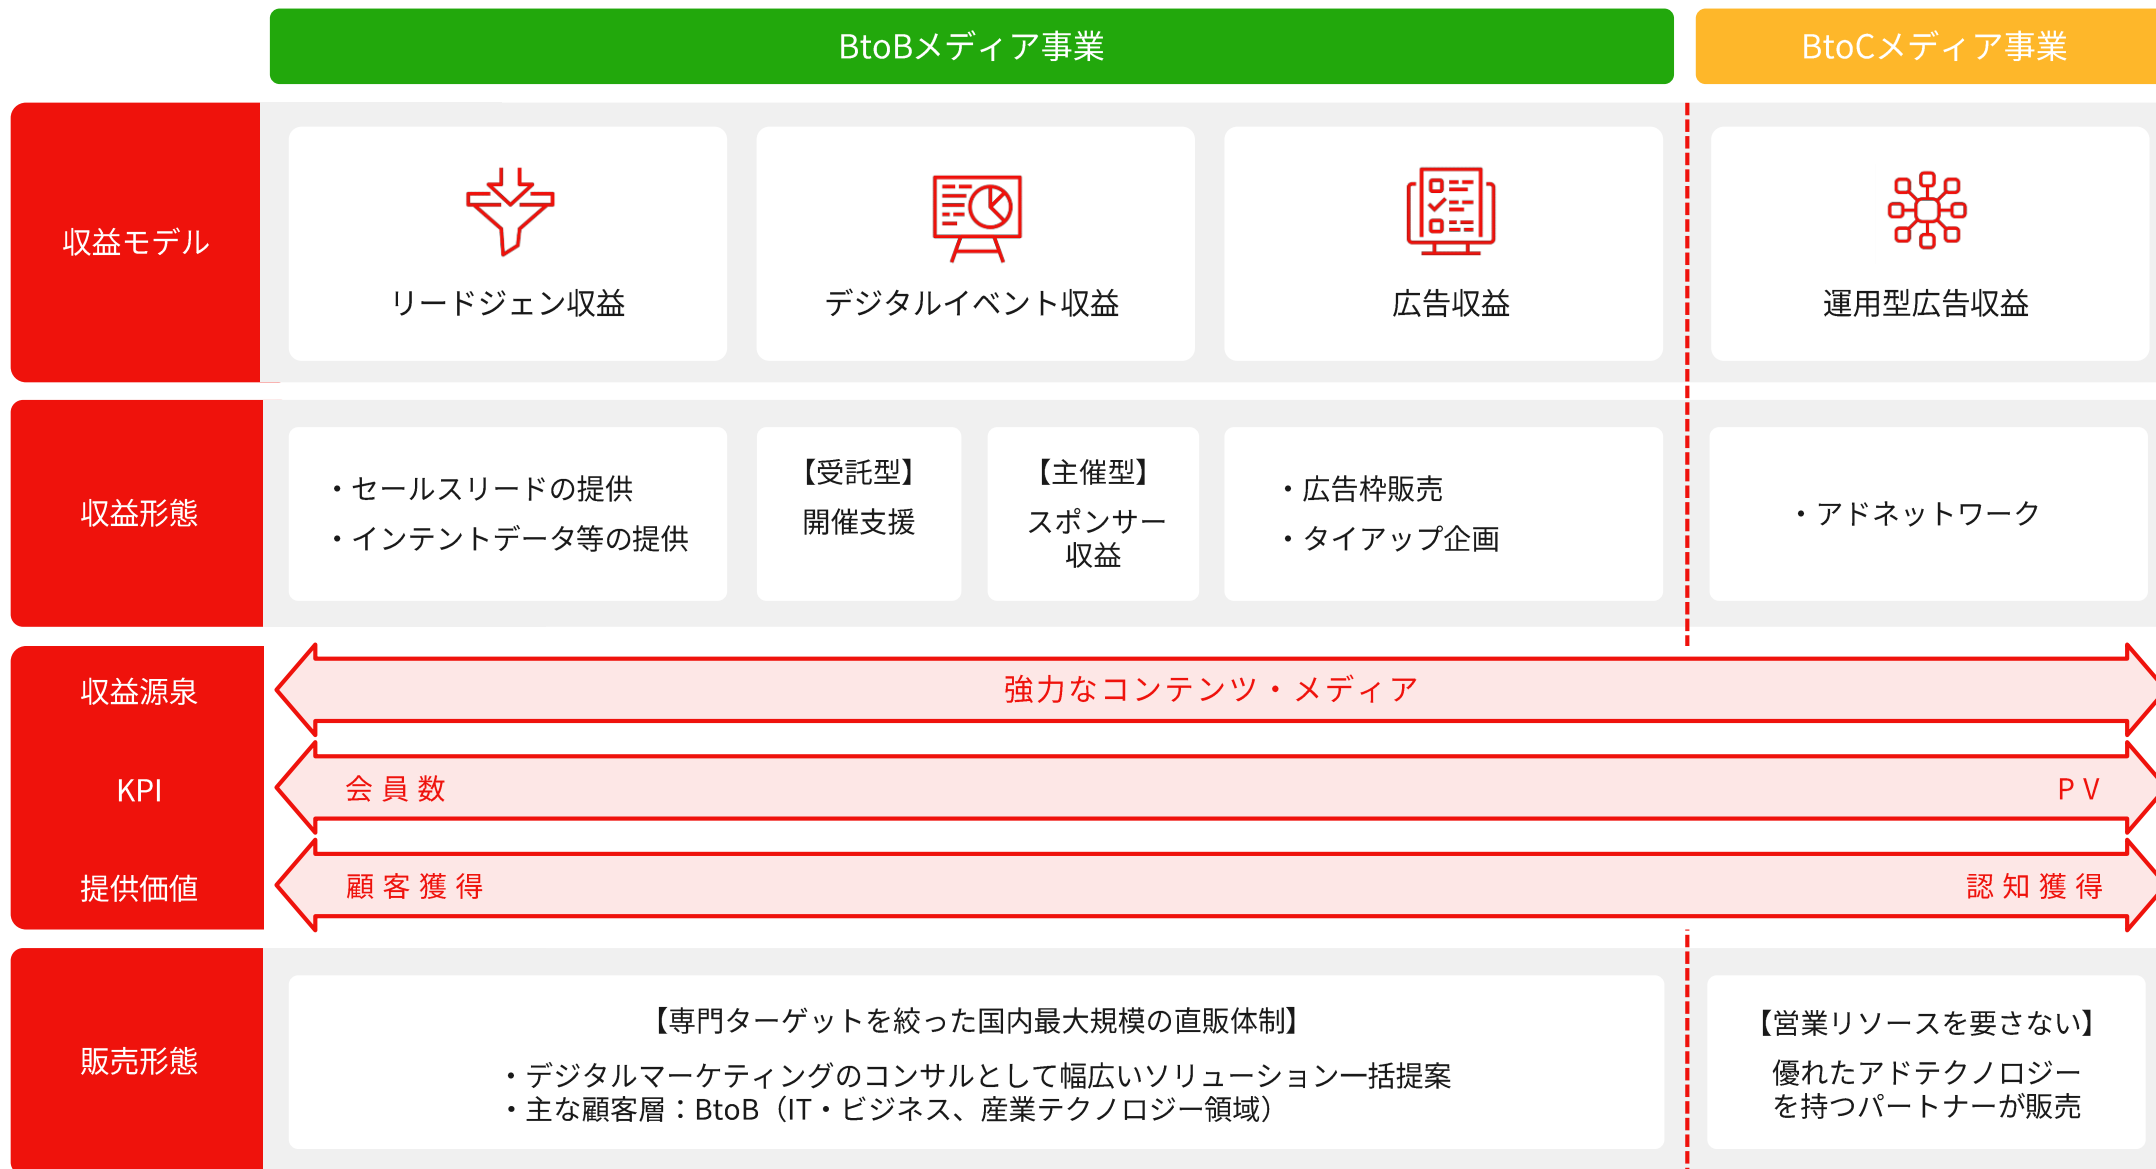 BtoBメディア事業
BtoCメディア事業
収益モデル
リードジェン収益
デジタルイベント収益
広告収益
運用型広告収益
収益形態
・セールスリードの提供
・インテントデータ等の提供
【受託型】
開催支援
【主催型】
スポンサー
収益
・広告枠販売
・タイアップ企画
・アドネットワーク
収益源泉
強力なコンテンツ・メディア
KPI
会員数
PV
提供価値
顧客獲得
認知獲得
販売形態
【専門ターゲットを絞った国内最大規模の直販体制】
・デジタルマーケティングのコンサルとして幅広いソリューション一括提案
・主な顧客層：BtoB（IT・ビジネス、産業テクノロジー領域）
【営業リソースを要さない】
優れたアドテクノロジー
を持つパートナーが販売